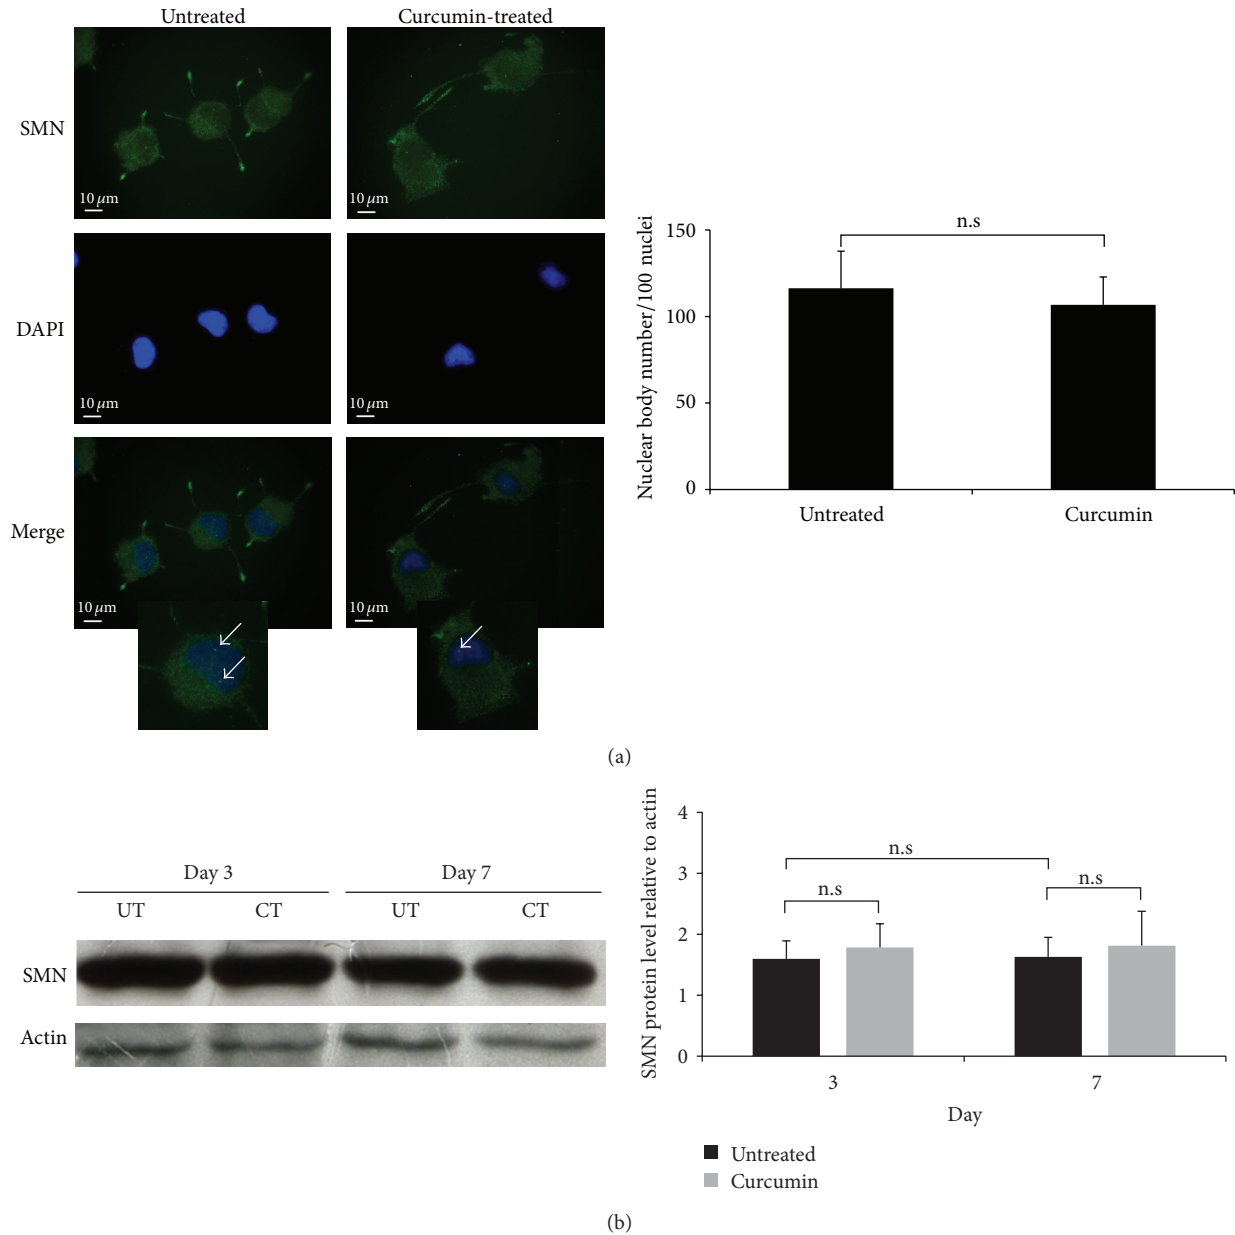 Untreated
Curcumin-treated
SMN
10 µm
10 µm
DAPI
10 µm
10 µm
Merge
10 µm
10 µm
Nuclear body number/100 nuclei
150
100
50
0
n.s
Untreated
Curcumin
(a)
Day 3
Day 7
UT
CT
UT
CT
SMN
Actin
SMN protein level relative to actin
4
3
2
1
0
n.s
n.s
n.s
3
7
Day
Untreated
Curcumin
(b)